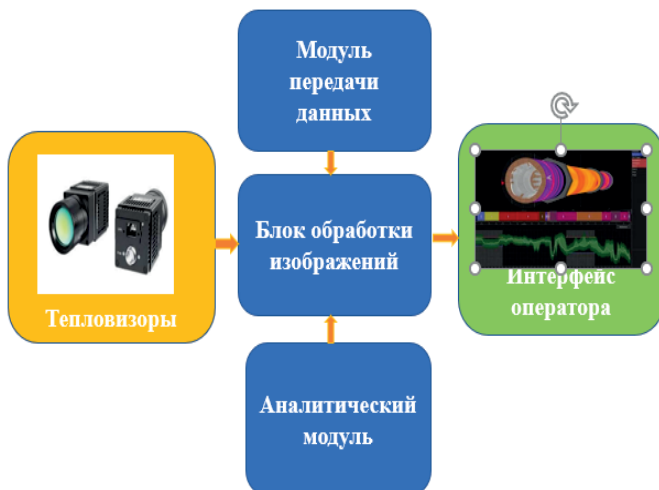 Модуль
передачи
данных
Тепловизоры
Блок обработки
изображений
Интерфейс
оператора
Аналитический
модуль